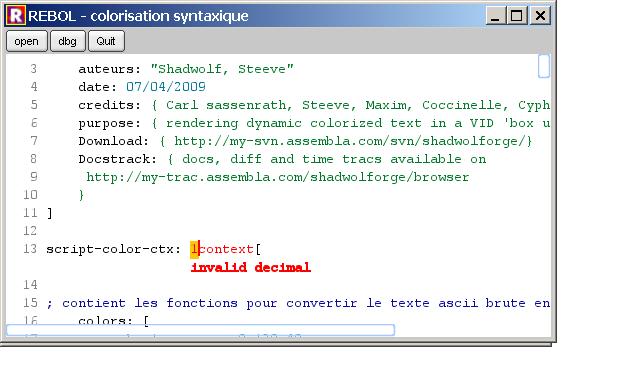 REBOL - colorisation syntaxique
open dbg Quit
3 auteurs: "Shadwolf, Steeve"
4 date: 07/04/2009
5 credits: { Carl sassenrath, Steeve, Maxim, Coccinelle, Cyph
6 purpose: { rendering dynamic colorized text in a VID 'box u
7 Download: { http://my-svn.assembla.com/svn/shadwolforge/}
8 Docstrack: { docs, diff and time tracs available on
9 http://my-trac.assembla.com/shadwolforge/browser
10 }
11 ]
12
13 script-color-ctx: 1context[
invalid decimal
14
15 ; contient les fonctions pour convertir le texte ascii brute en
16 colors: [